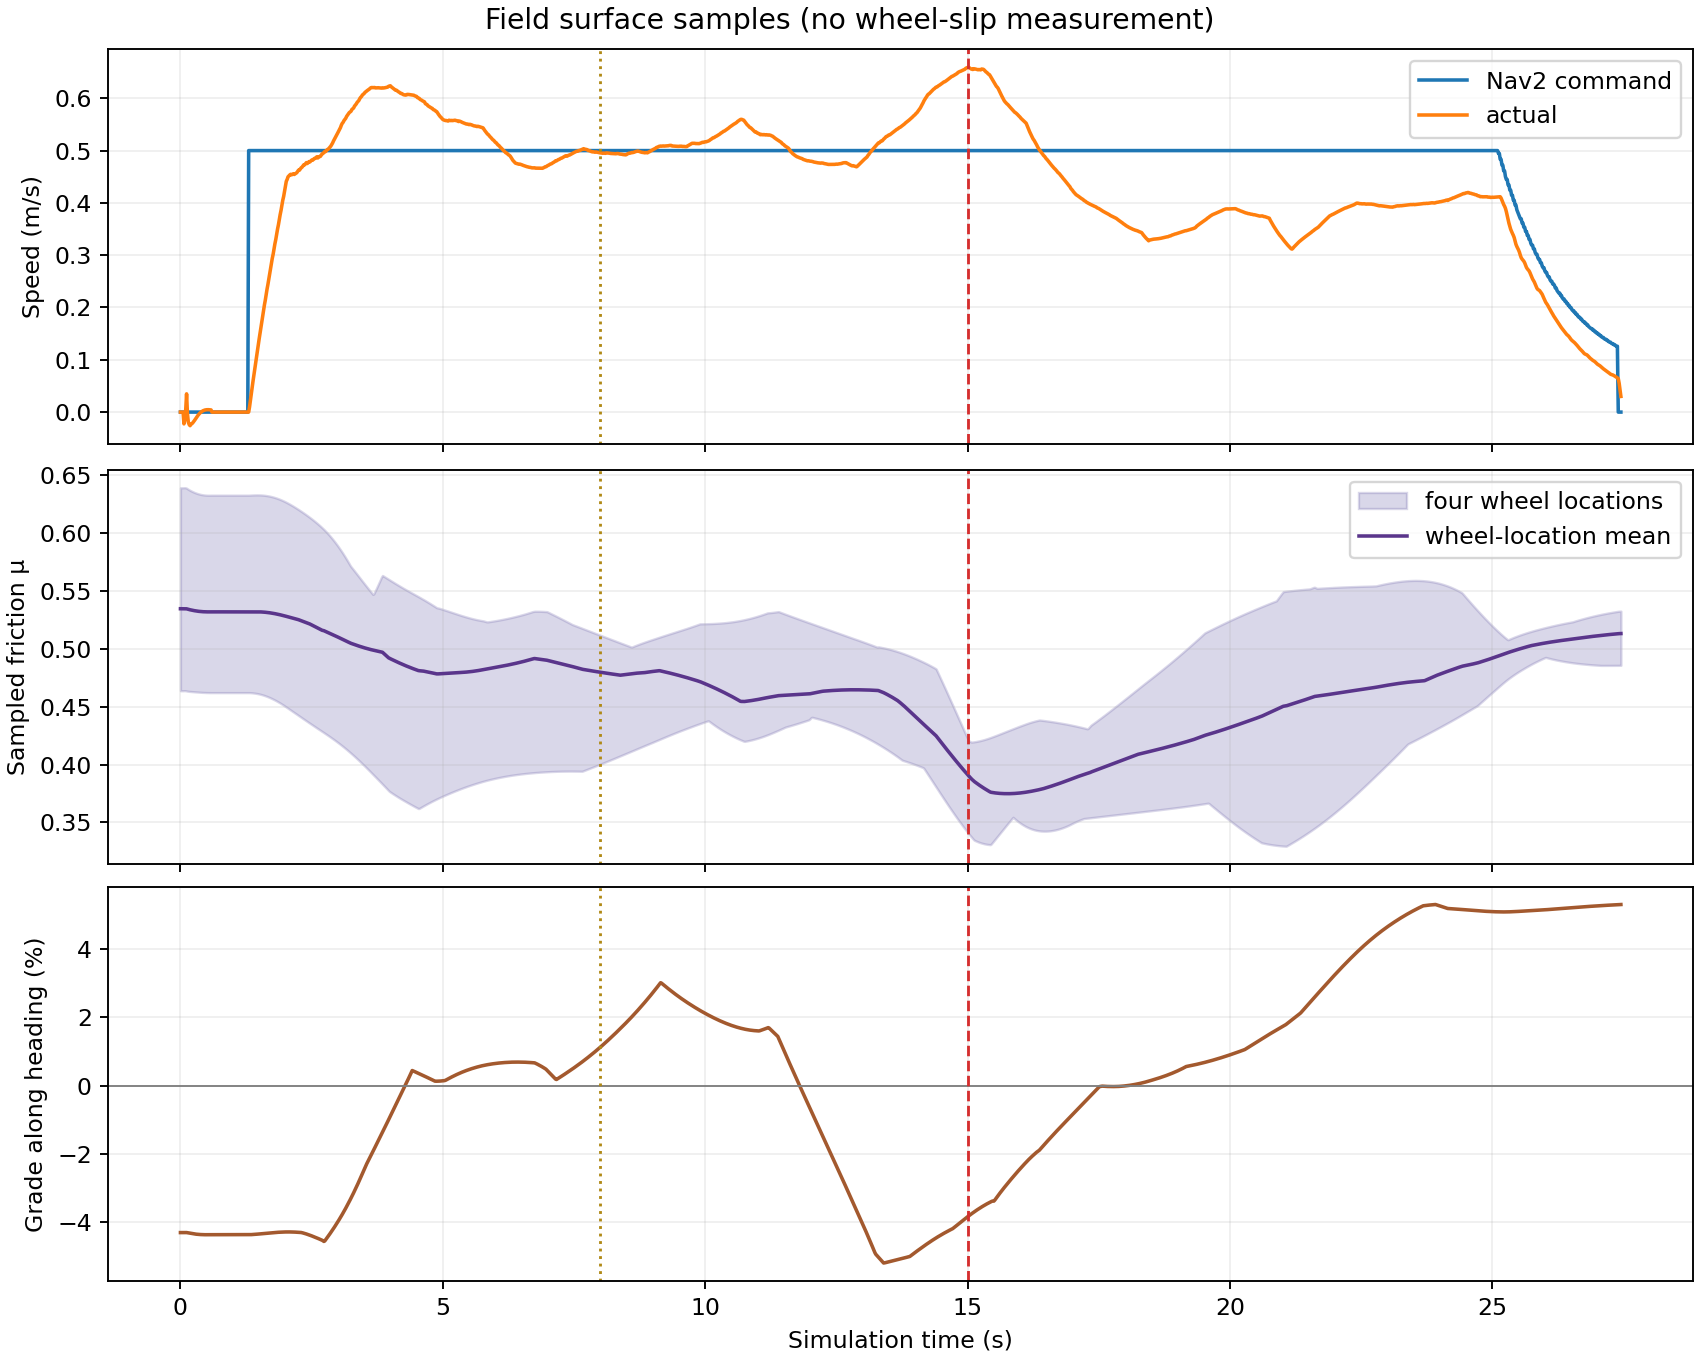 Field surface samples (no wheel-slip measurement)
Nav2 command
actual
Speed (m/s)
0.6
0.5
0.4
0.3
0.2
0.1
0.0
four wheel locations
wheel-location mean
Sampled friction μ
0.65
0.60
0.55
0.50
0.45
0.40
0.35
Grade along heading (%)
4
2
0
−2
−4
0 5 10 15 20 25
Simulation time (s)